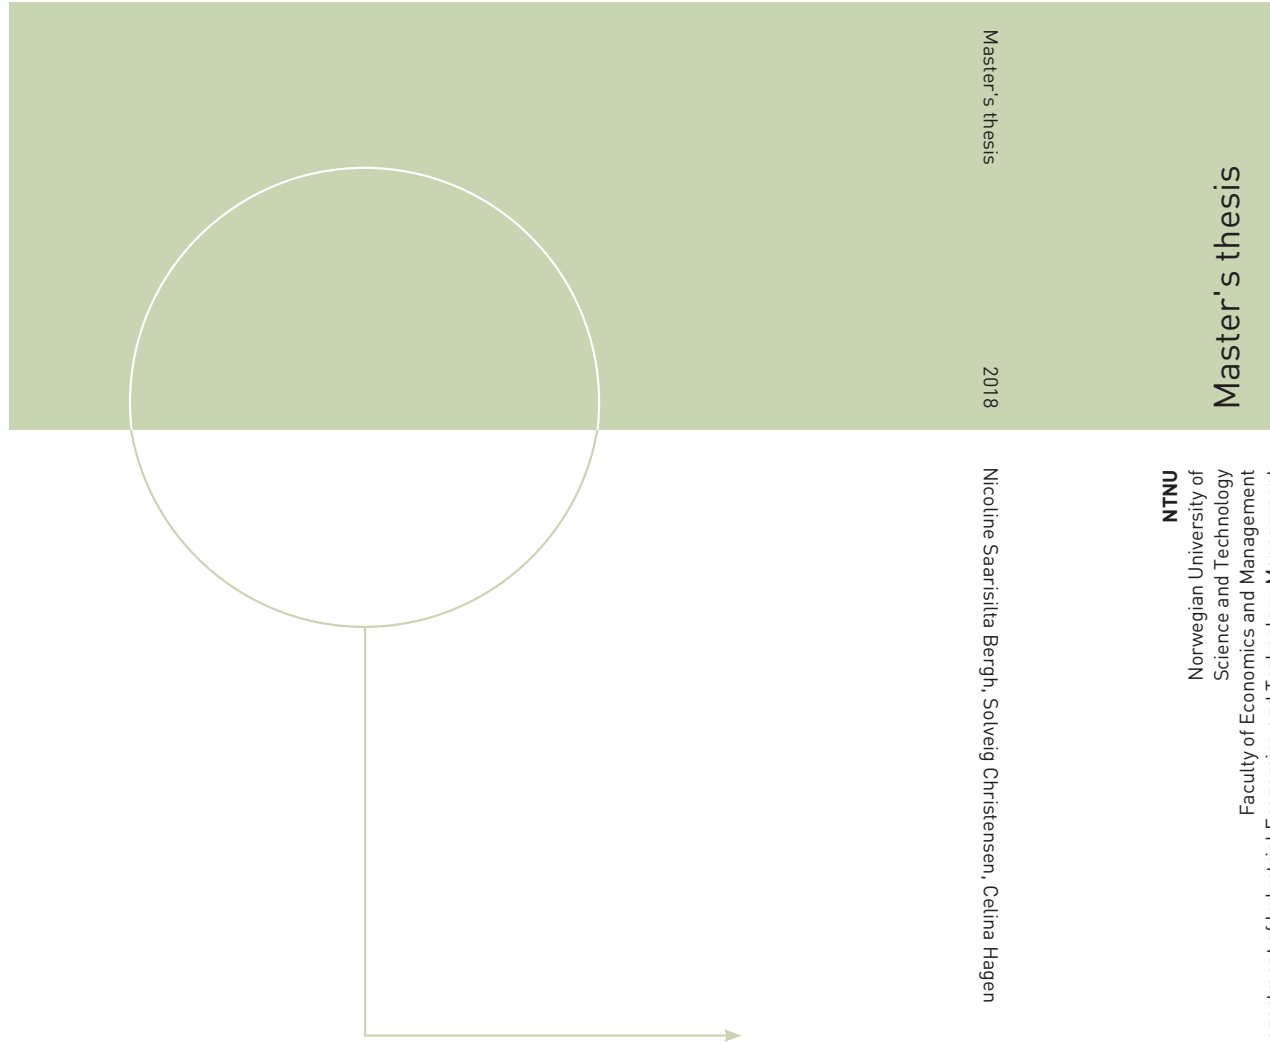 Master's thesis
2018
Nicoline Saarisilta Bergh, Solveig Christensen, Celina Hagen
Master's thesis
NTNU
Norwegian University of
Science and Technology
Faculty of Economics and Management